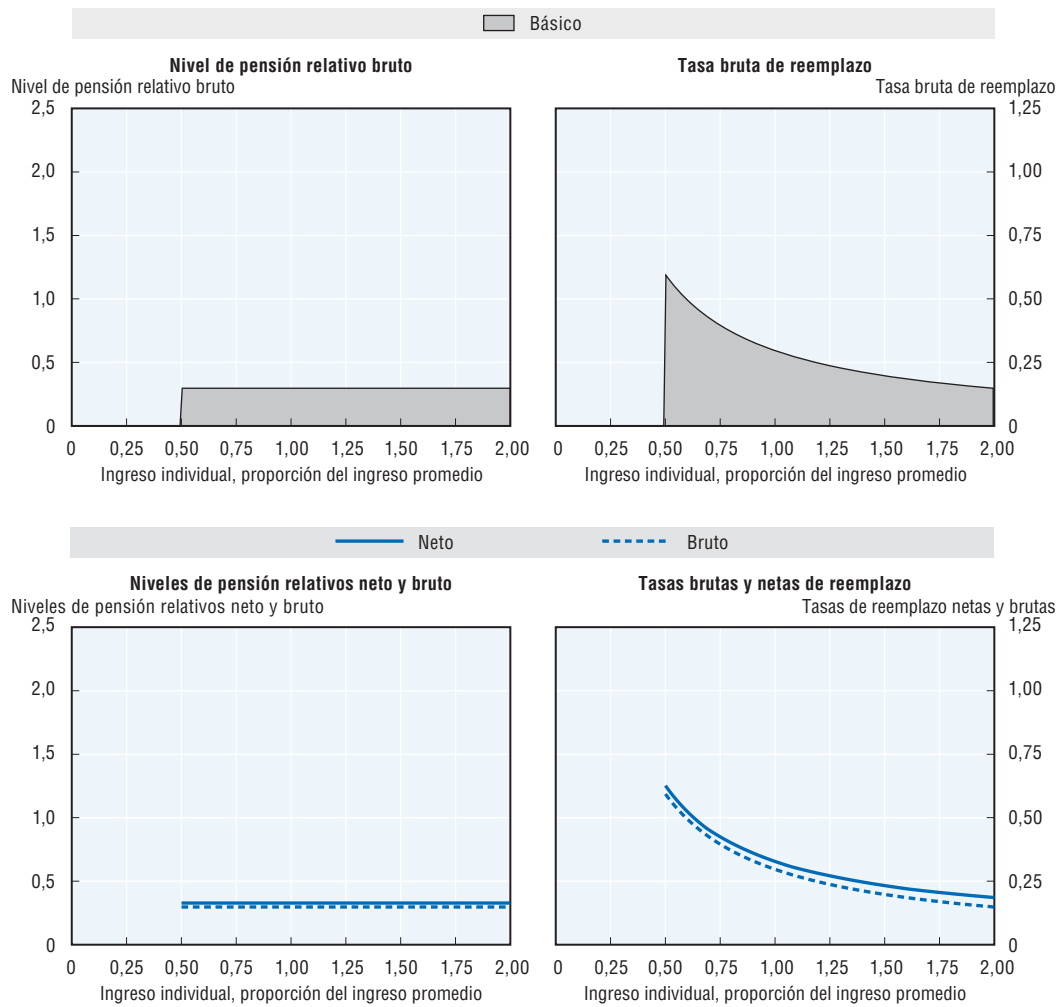 Básico
Nivel de pensión relativo bruto
Nivel de pensión relativo bruto
2,5
2,0
1,5
1,0
0,5
0
0 0,25 0,50 0,75 1,00 1,25 1,50 1,75 2,00
Ingreso individual, proporción del ingreso promedio
Tasa bruta de reemplazo
Tasa bruta de reemplazo
1,25
1,00
0,75
0,50
0,25
0
0 0,25 0,50 0,75 1,00 1,25 1,50 1,75 2,00
Ingreso individual, proporción del ingreso promedio
Neto Bruto
Niveles de pensión relativos neto y bruto
Niveles de pensión relativos neto y bruto
2,5
2,0
1,5
1,0
0,5
0
0 0,25 0,50 0,75 1,00 1,25 1,50 1,75 2,00
Ingreso individual, proporción del ingreso promedio
Tasas brutas y netas de reemplazo
Tasas de reemplazo netas y brutas
1,25
1,00
0,75
0,50
0,25
0
0 0,25 0,50 0,75 1,00 1,25 1,50 1,75 2,00
Ingreso individual, proporción del ingreso promedio